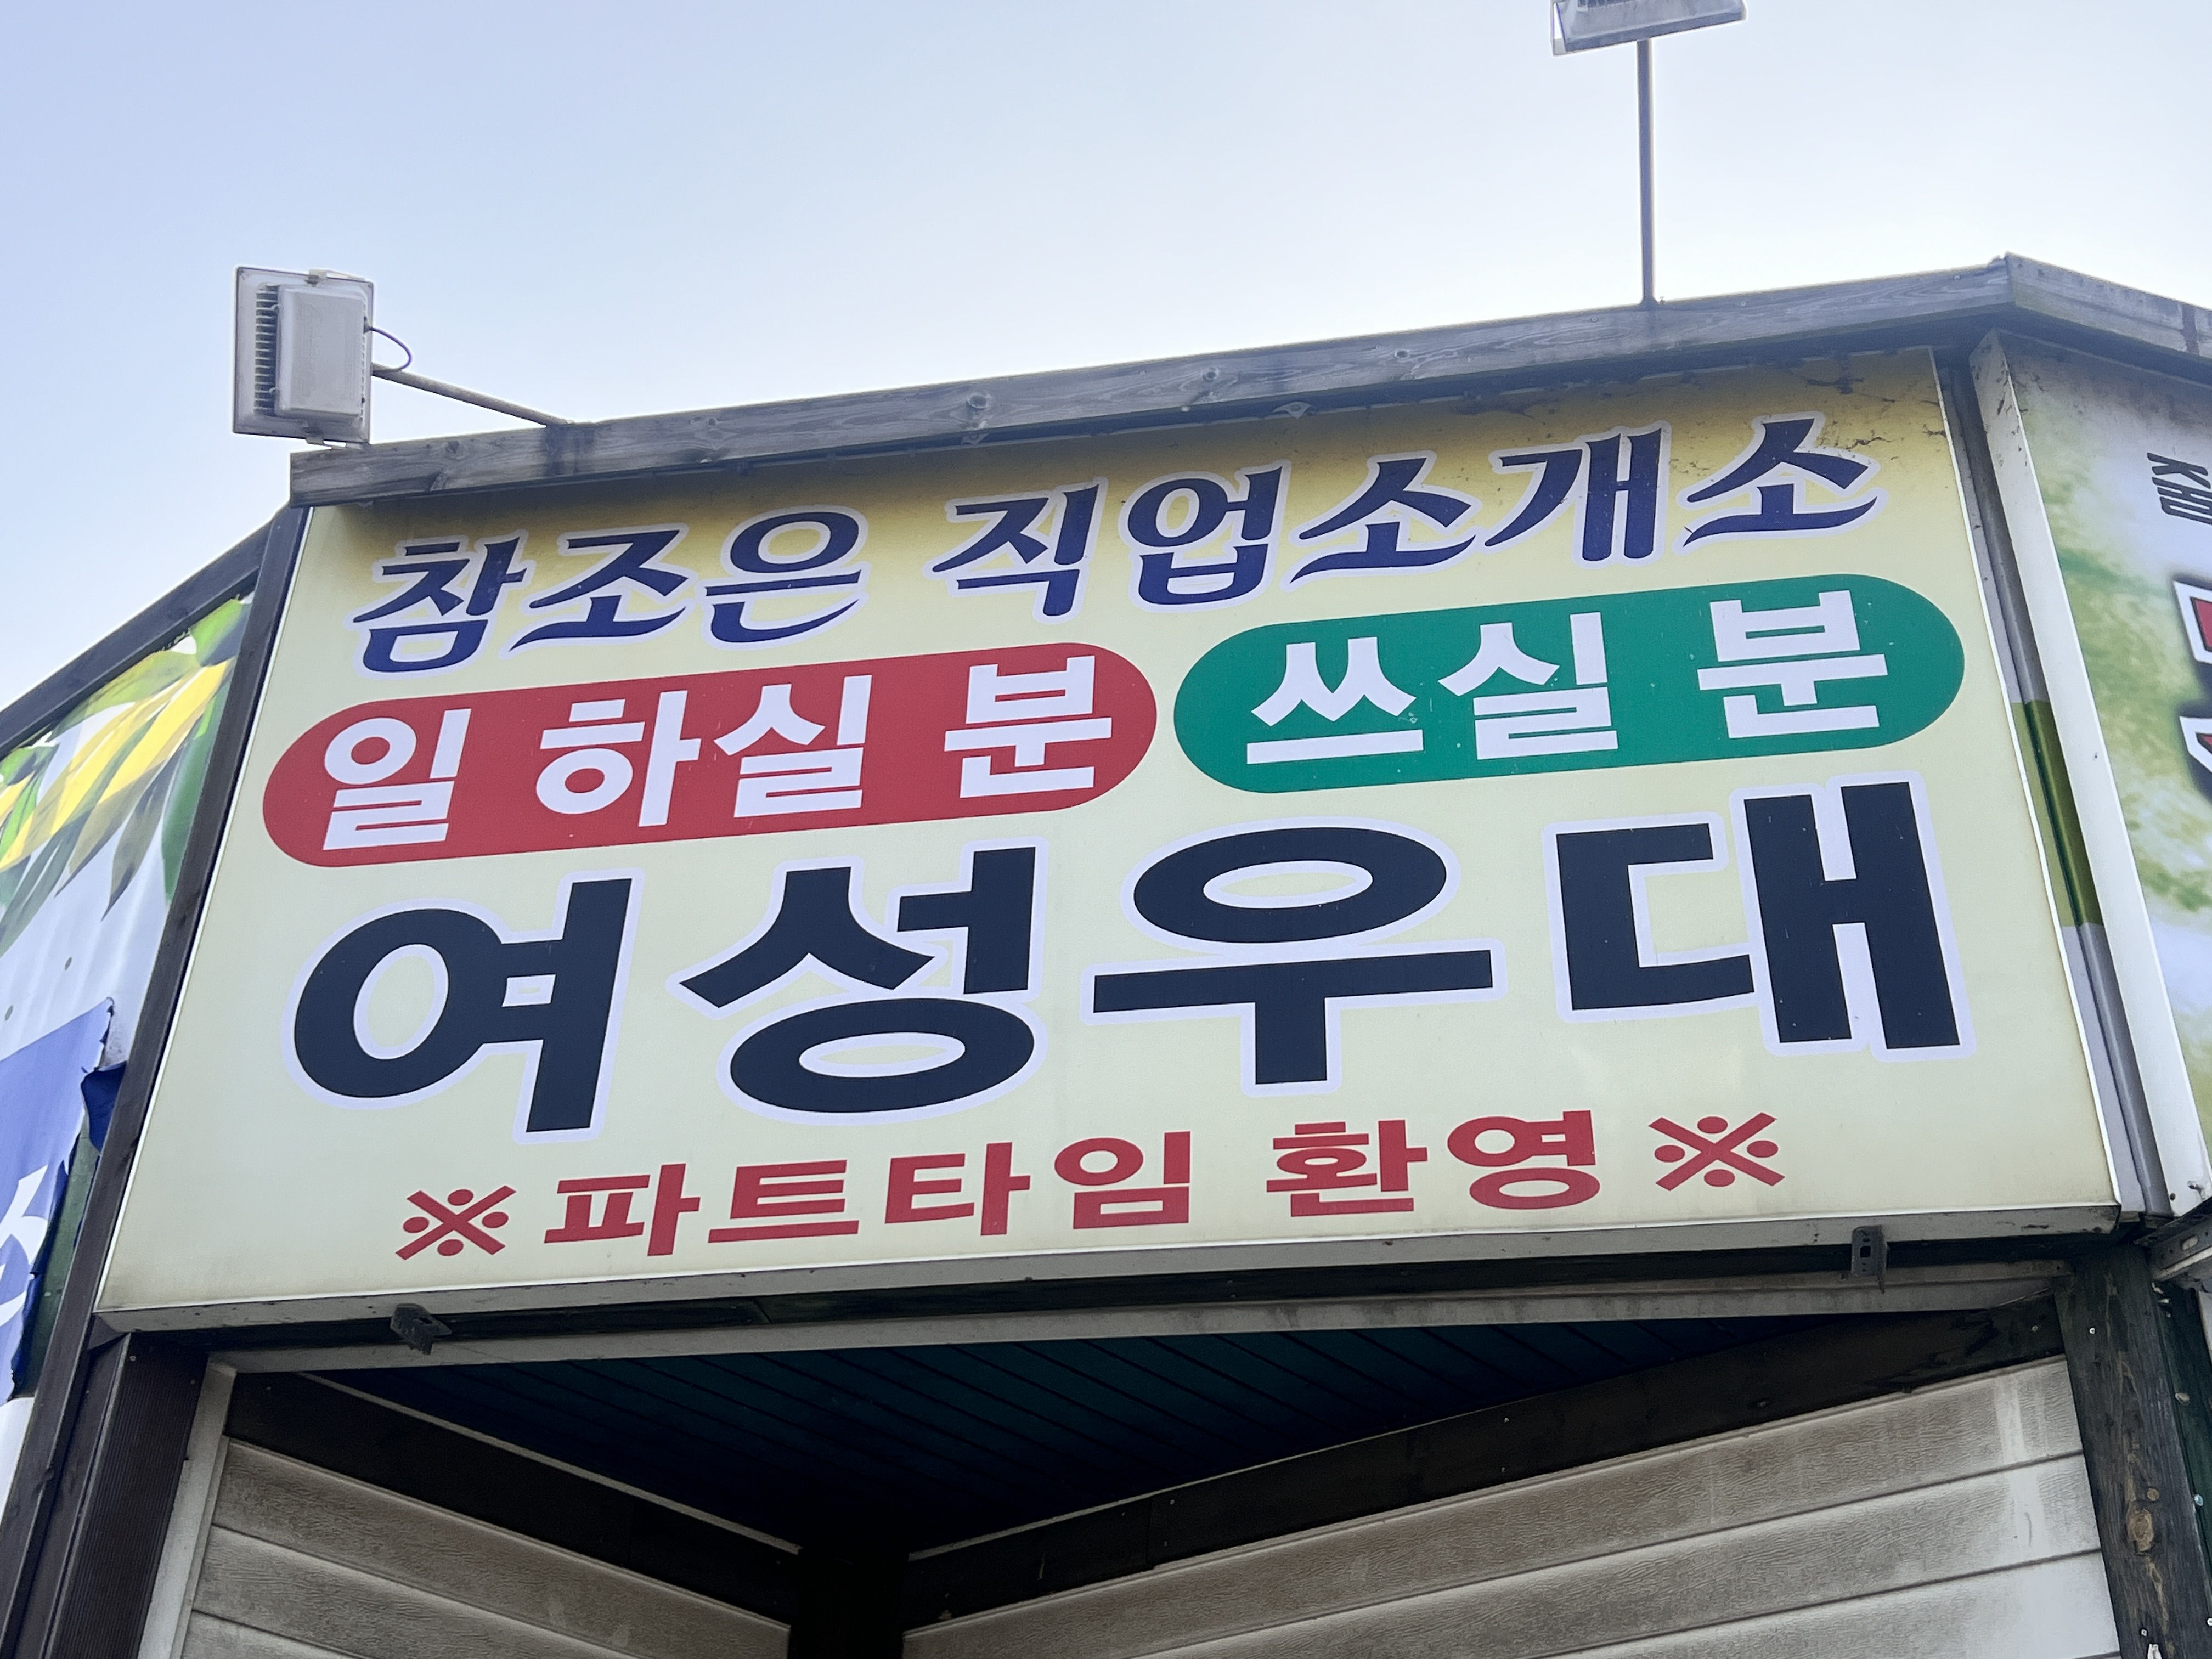 참조은 직업소개소
일 하실 분 쓰실 분
여성우대
※파트타임 환영※